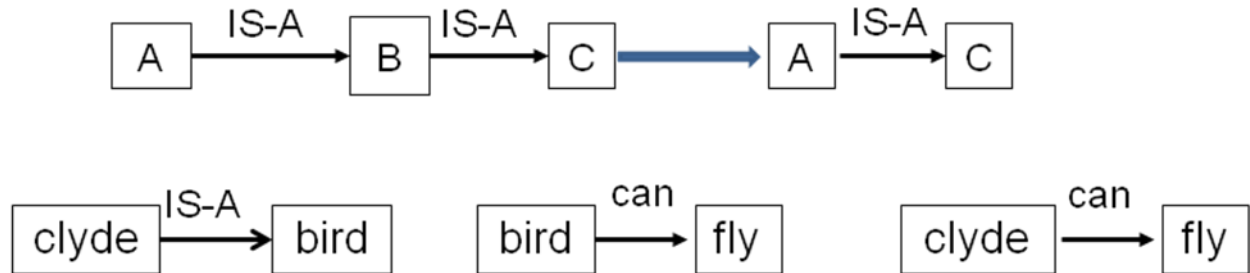 IS-A IS-A IS-A
A B C A C
IS-A can can
clyde bird bird fly clyde fly